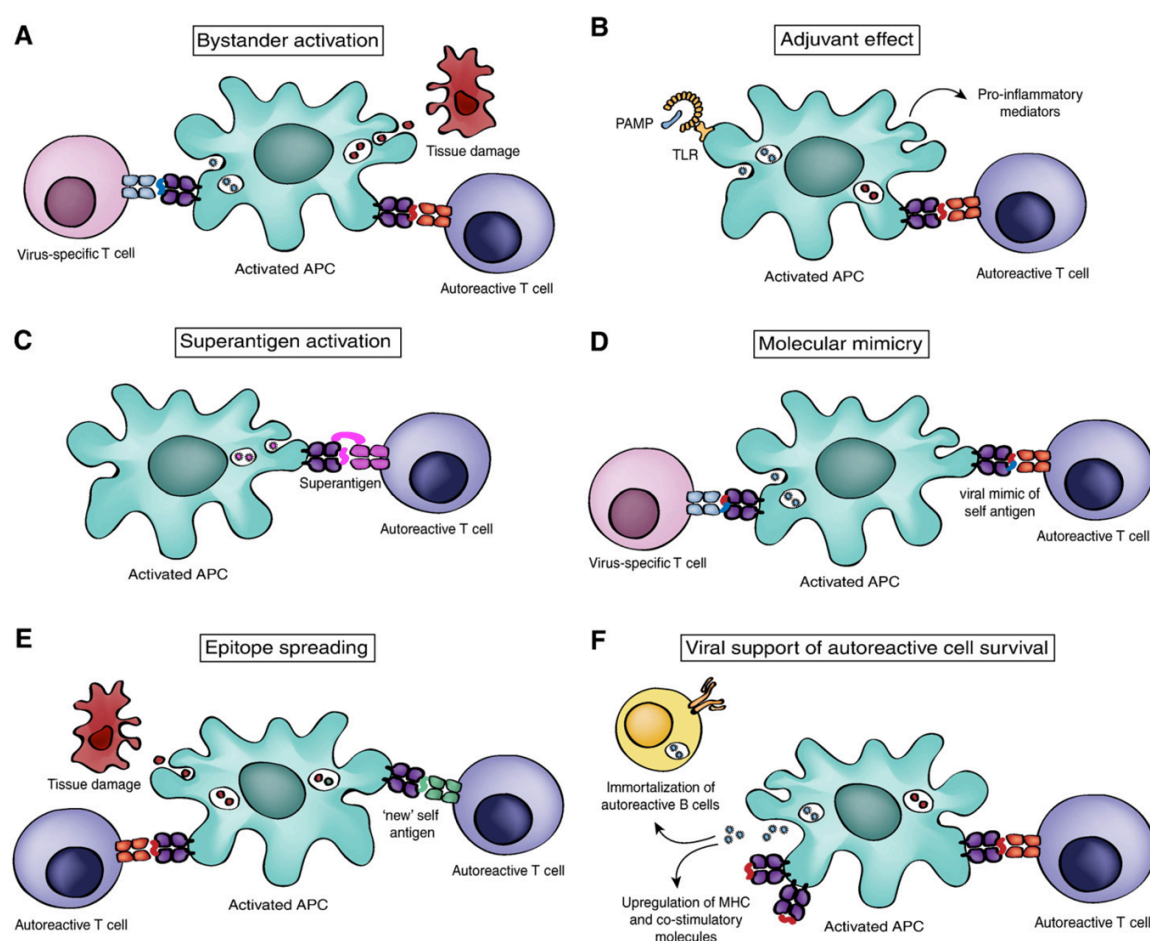 A
Bystander activation
Tissue damage
Virus-specific T cell
Activated APC
Autoreactive T cell
B
Adjuvant effect
PAMP
TLR
Pro-inflammatory
mediators
Activated APC
Autoreactive T cell
C
Superantigen activation
Superantigen
Autoreactive T cell
Activated APC
D
Molecular mimicry
viral mimic of
self antigen
Virus-specific T cell
Activated APC
Autoreactive T cell
E
Epitope spreading
Tissue damage
'new' self
antigen
Autoreactive T cell
Activated APC
Autoreactive T cell
F
Viral support of autoreactive cell survival
Immortalization of
autoreactive B cells
Upregulation of MHC
and co-stimulatory
molecules
Activated APC
Autoreactive T cell